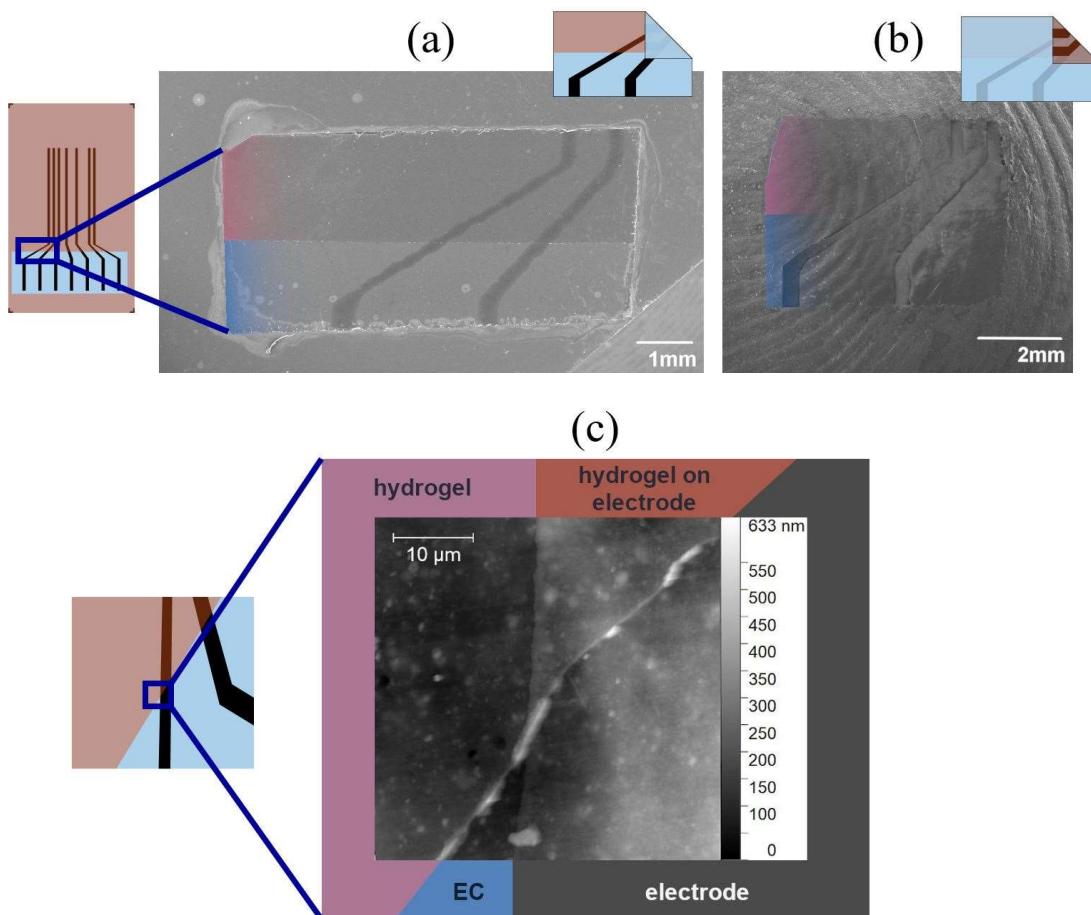 (a)
(b)
1mm
2mm
(c)
hydrogel
hydrogel on
electrode
10 µm
633 nm
550
500
450
400
350
300
250
200
150
100
0
EC
electrode